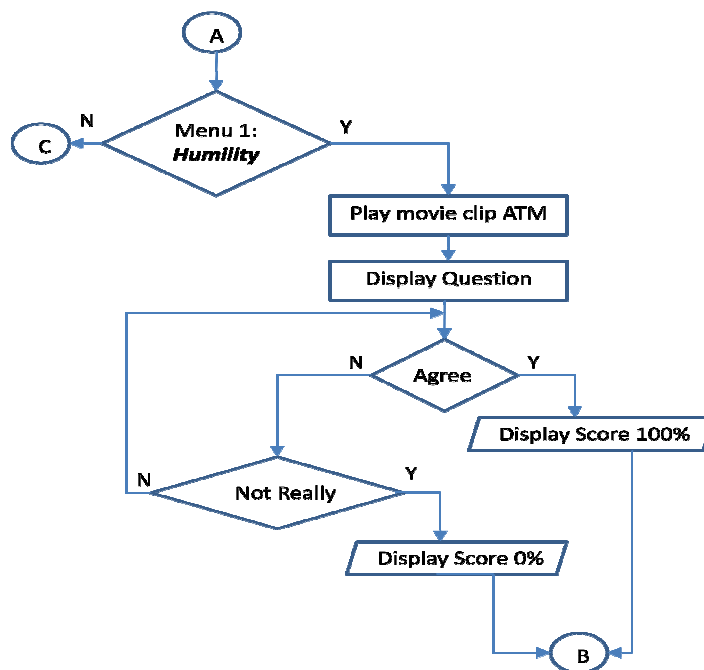 A
N
Menu 1:
Y
C
Humility
Play movie clip ATM
Display Question
N
Agree
Y
Display Score 100%
N
Not Really
Y
Display Score 0%
B